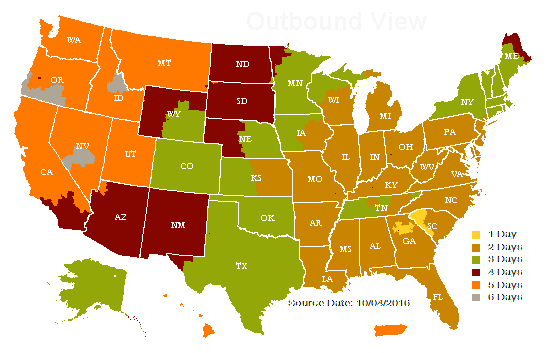 Outbound View
WA
MT
ND
MN
ME
OR
ID
SD
WI
NY
WY
MI
IA
PA
NV
NE
IL
IN
OH
UT
CO
WV
VA
CA
KS
MO
KY
NC
AZ
NM
OK
AR
TN
SC
MS
AL
GA
TX
LA
FL
1 Day
2 Days
3 Days
4 Days
5 Days
6 Days
Source Date: 10/04/2016